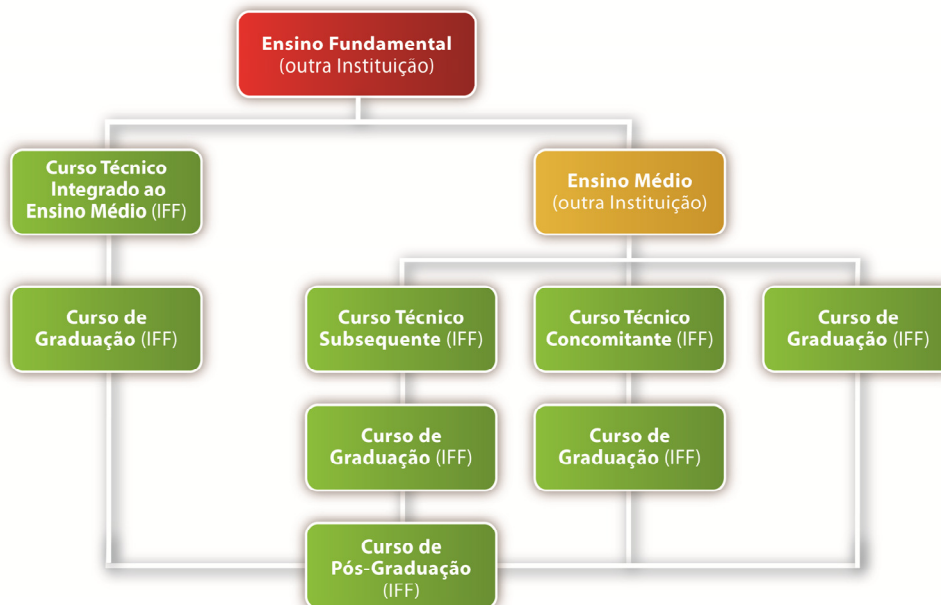 Ensino Fundamental
(outra Instituição)
Curso Técnico
Integrado ao
Ensino Médio (IFF)
Ensino Médio
(outra Instituição)
Curso de
Graduação (IFF)
Curso Técnico
Subsequente (IFF)
Curso Técnico
Concomitante (IFF)
Curso de
Graduação (IFF)
Curso de
Graduação (IFF)
Curso de
Graduação (IFF)
Curso de
Pós-Graduação
(IFF)